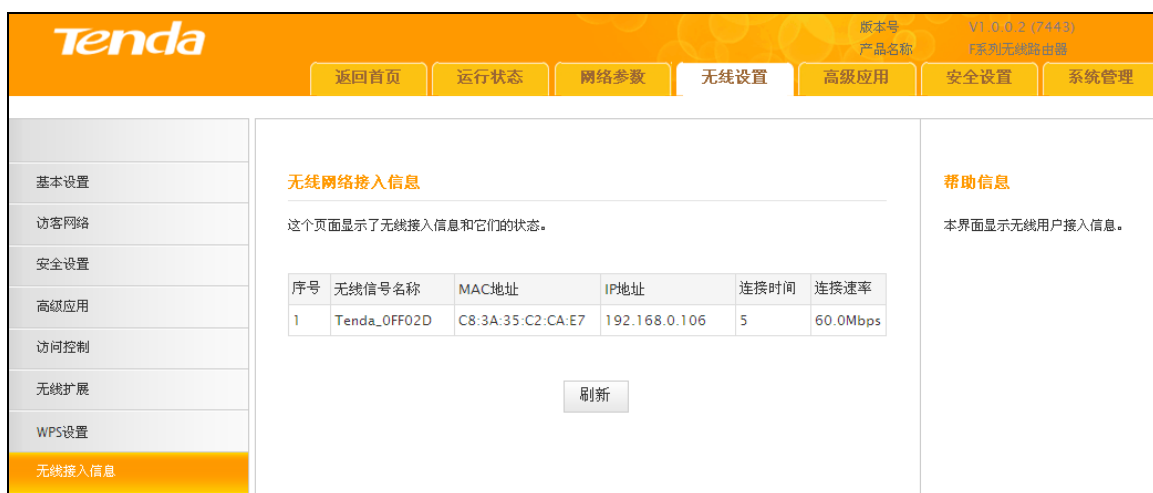 Tenda
版本号 V1.0.0.2 (7443)
产品名称 F系列无线路由器
返回首页 运行状态 网络参数 无线设置 高级应用 安全设置 系统管理
基本设置
访客网络
安全设置
高级应用
访问控制
无线扩展
WPS设置
无线接入信息
无线网络接入信息
这个页面显示了无线接入信息和它们的状态。
序号 无线信号名称 MAC地址 IP地址 连接时间 连接速率
1 Tenda_0FF02D C8:3A:35:C2:CA:E7 192.168.0.106 5 60.0Mbps
刷新
帮助信息
本界面显示无线用户接入信息。